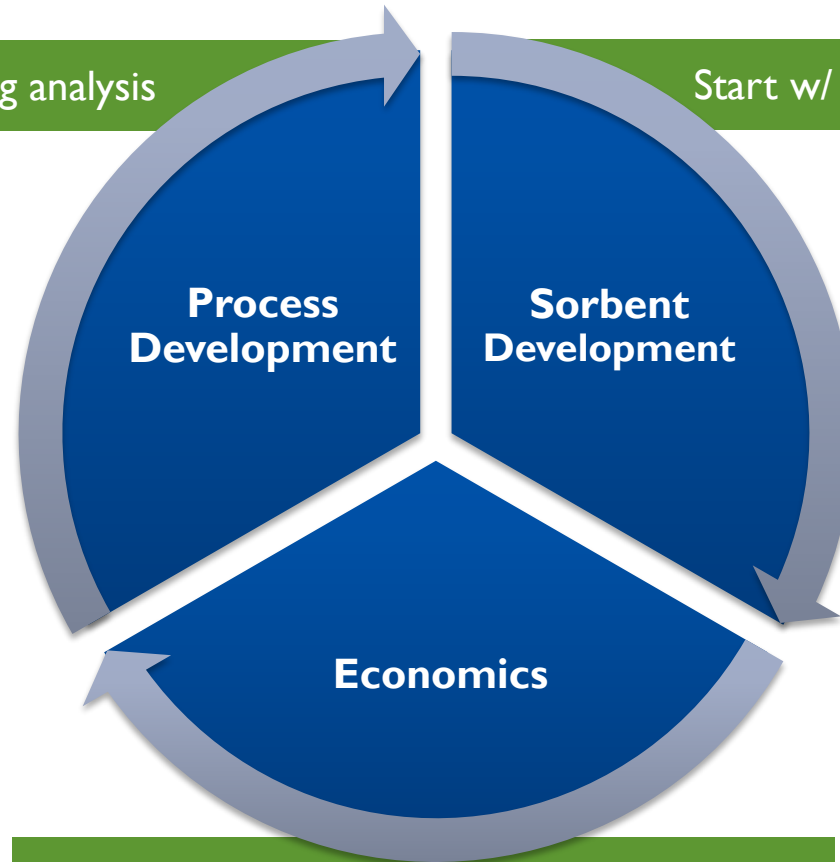 g analysis
Start w/
Process
Development
Sorbent
Development
Economics